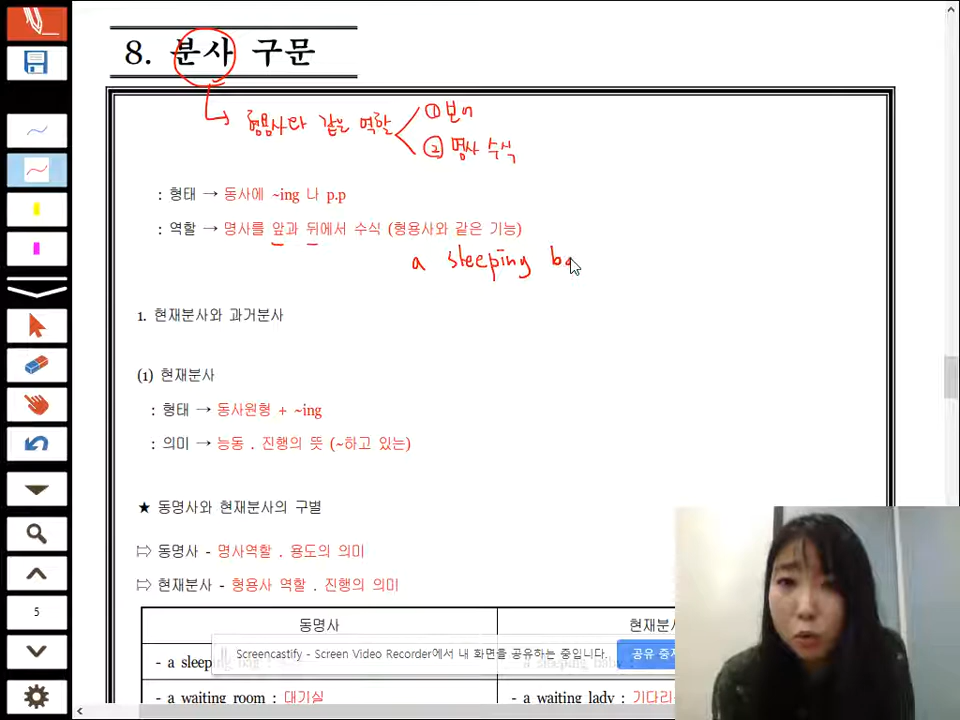 8. 분사 구문
형용사와 같은 역할
① 보어
② 명사 수식
: 형태 → 동사에 ~ing 나 p.p
: 역할 → 명사를 앞과 뒤에서 수식 (형용사와 같은 기능)
a sleeping ba
1. 현재분사와 과거분사
(1) 현재분사
: 형태 → 동사원형 + ~ing
: 의미 → 능동 . 진행의 뜻 (~하고 있는)
★ 동명사와 현재분사의 구별
⇨ 동명사 - 명사역할 . 용도의 의미
⇨ 현재분사 - 형용사 역할 . 진행의 의미
동명사 현재분사
Screencastify - Screen Video Recorder에서 내 화면을 공유하는 중입니다. 공유 중지
- a sleeping bag : - a sleeping baby :
- a waiting room : 대기실 - a waiting lady : 기다리
5